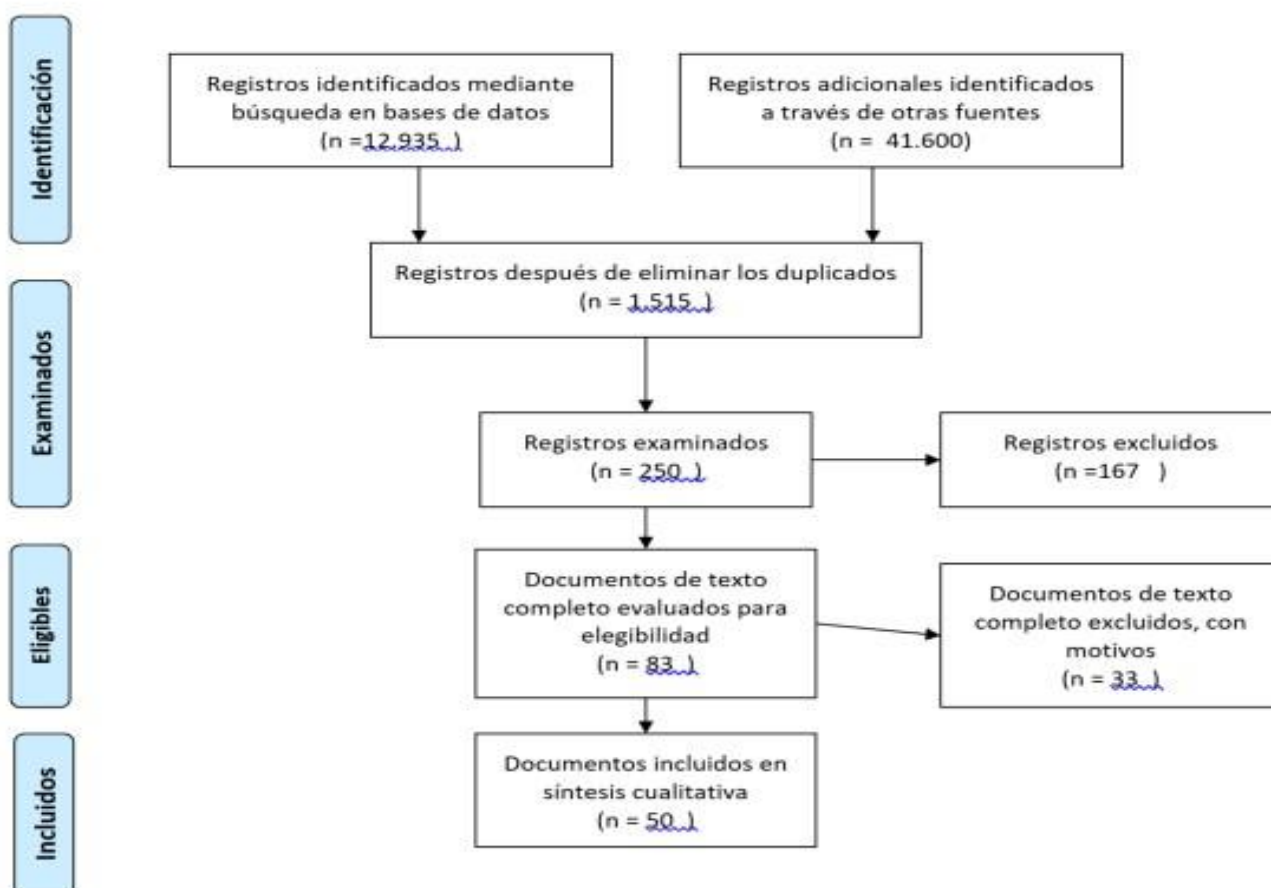 Identificación
Registros identificados mediante
búsqueda en bases de datos
(n =12.935  )
Registros adicionales identificados
a través de otras fuentes
(n =  41.600)
Examinados
Registros después de eliminar los duplicados
(n = 1.515  )
Registros examinados
(n = 250  )
Registros excluidos
(n =167   )
Eligibles
Documentos de texto
completo evaluados para
elegibilidad
(n = 83  )
Documentos de texto
completo excluidos, con
motivos
(n = 33  )
Incluidos
Documentos incluidos en
síntesis cualitativa
(n = 50  )